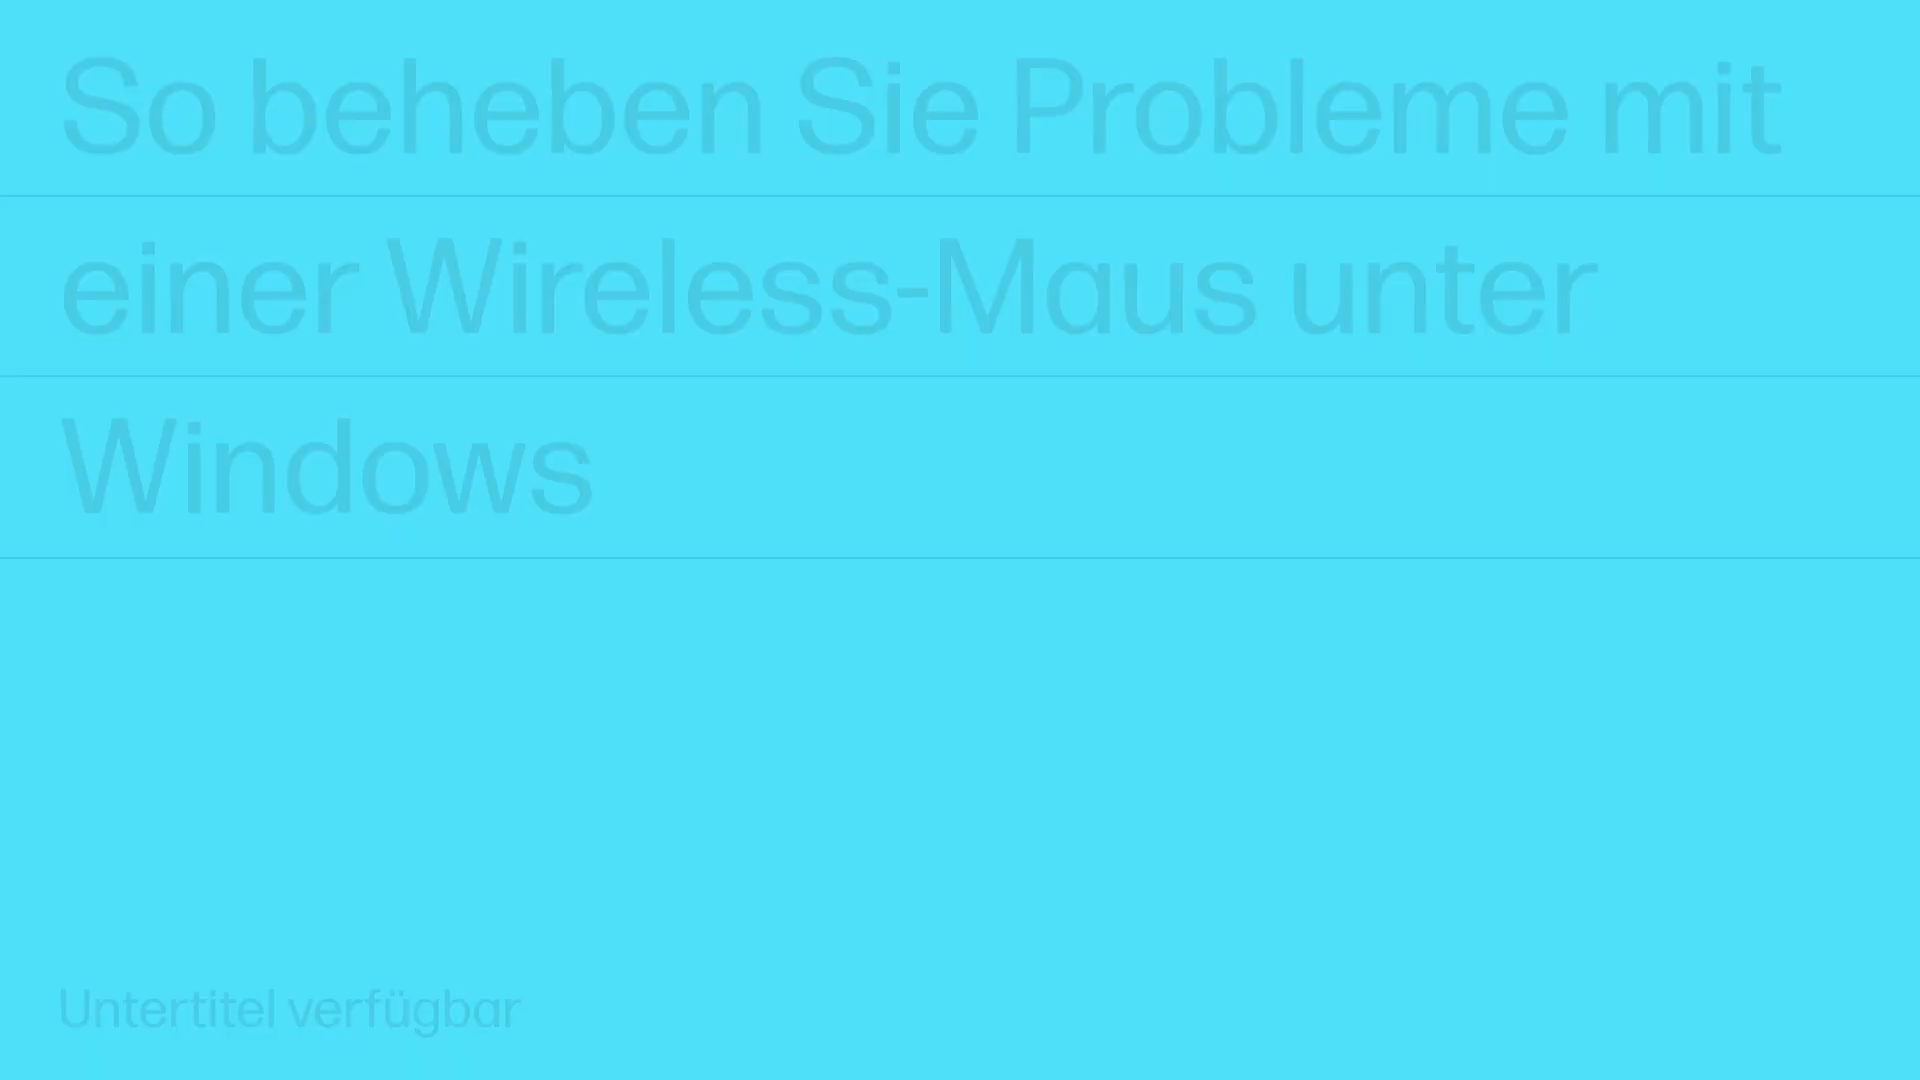 So beheben Sie Probleme mit
einer Wireless-Maus unter
Windows
Untertitel verfügbar